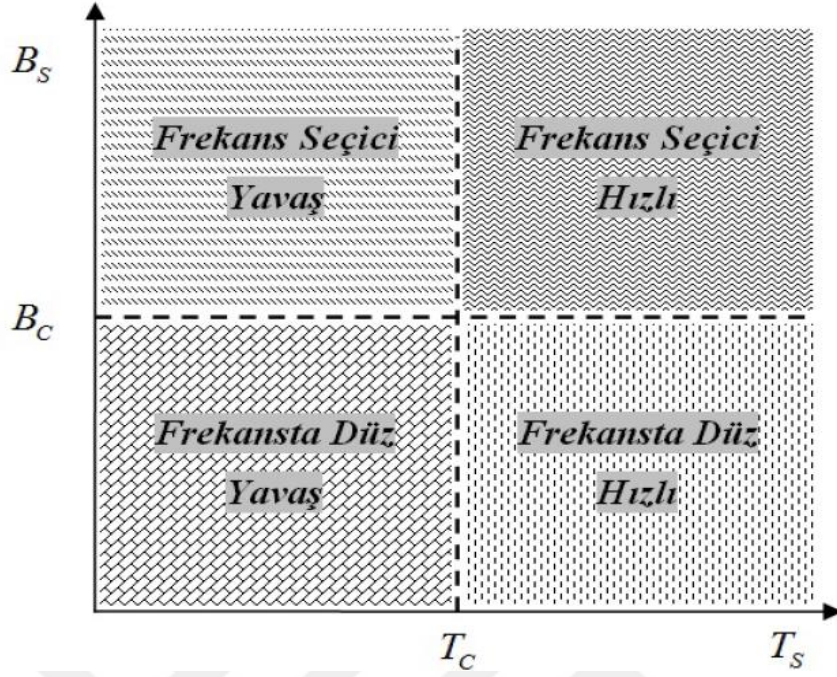 B_S
Frekans Seçici
Yavaş
Frekans Seçici
Hızlı
B_C
Frekansta Düz
Yavaş
Frekansta Düz
Hızlı
T_C
T_S